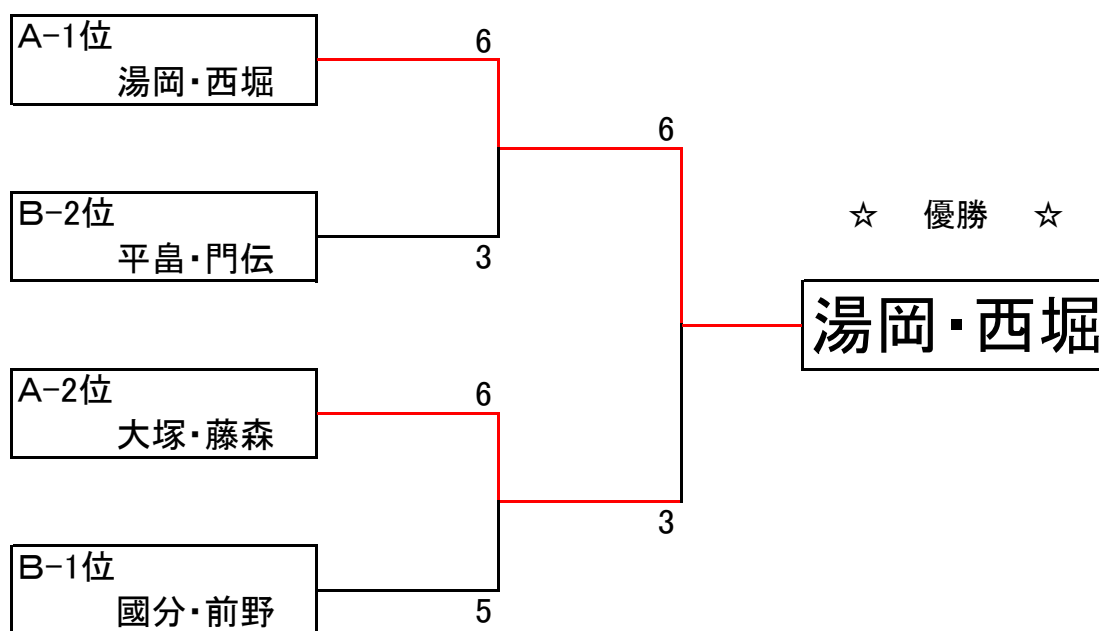 A-1位
湯岡・西堀
6
6
B-2位
平畠・門伝
3
☆ 優勝 ☆
湯岡・西堀
A-2位
大塚・藤森
6
3
B-1位
國分・前野
5